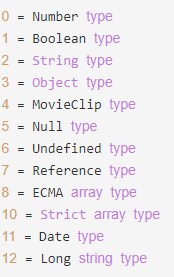 0 = Number type
1 = Boolean type
2 = String type
3 = Object type
4 = MovieClip type
5 = Null type
6 = Undefined type
7 = Reference type
8 = ECMA array type
10 = Strict array type
11 = Date type
12 = Long string type